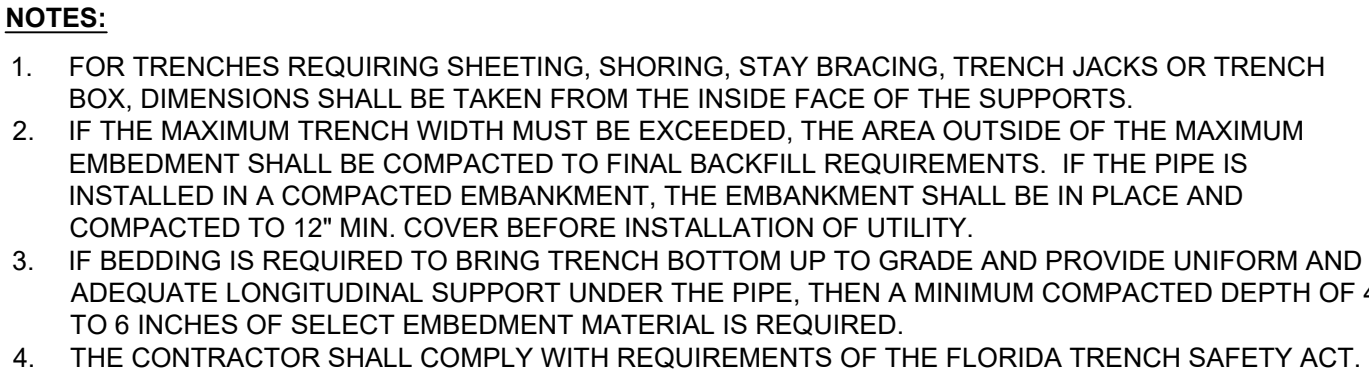 NOTES:
1. FOR TRENCHES REQUIRING SHEETING, SHORING, STAY BRACING, TRENCH JACKS OR TRENCH
BOX, DIMENSIONS SHALL BE TAKEN FROM THE INSIDE FACE OF THE SUPPORTS.
2. IF THE MAXIMUM TRENCH WIDTH MUST BE EXCEEDED, THE AREA OUTSIDE OF THE MAXIMUM
EMBEDMENT SHALL BE COMPACTED TO FINAL BACKFILL REQUIREMENTS. IF THE PIPE IS
INSTALLED IN A COMPACTED EMBANKMENT, THE EMBANKMENT SHALL BE IN PLACE AND
COMPACTED TO 12" MIN. COVER BEFORE INSTALLATION OF UTILITY.
3. IF BEDDING IS REQUIRED TO BRING TRENCH BOTTOM UP TO GRADE AND PROVIDE UNIFORM AND
ADEQUATE LONGITUDINAL SUPPORT UNDER THE PIPE, THEN A MINIMUM COMPACTED DEPTH OF 4
TO 6 INCHES OF SELECT EMBEDMENT MATERIAL IS REQUIRED.
4. THE CONTRACTOR SHALL COMPLY WITH REQUIREMENTS OF THE FLORIDA TRENCH SAFETY ACT.